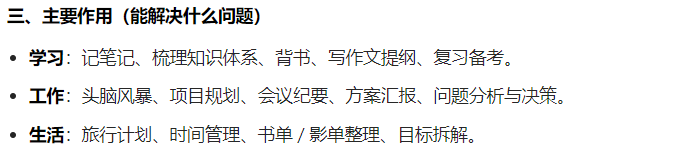 三、主要作用（能解决什么问题）
• 学习：记笔记、梳理知识体系、背书、写作文提纲、复习备考。
• 工作：头脑风暴、项目规划、会议纪要、方案汇报、问题分析与决策。
• 生活：旅行计划、时间管理、书单 / 影单整理、目标拆解。